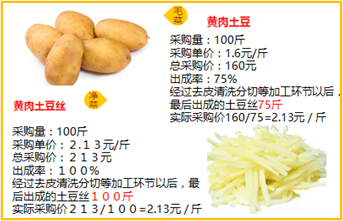 毛菜
黄肉土豆
采购量：100斤
采购单价：1.6元/斤
总采购价：160元
出成率：75%
经过去皮清洗分切等加工环节以后，
最后出成的土豆丝75斤
实际采购价160/75=2.13元 / 斤
净菜
黄肉土豆丝
采购量：100斤
采购单价：２.１３元/斤
总采购价：２１３元
出成率：１００％
经过去皮清洗分切等加工环节以后，最
后出成的土豆丝１００斤
实际采购价２１３/１００=2.13元 / 斤